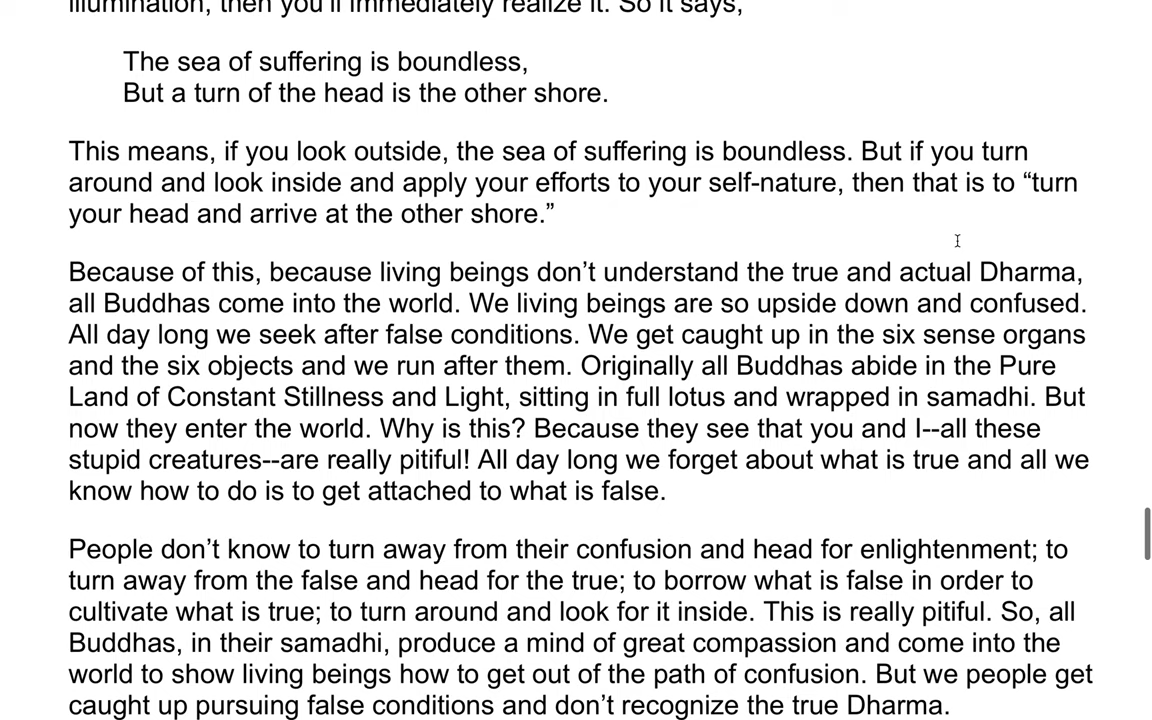 illumination, then you'll immediately realize it. So it says,
The sea of suffering is boundless,
But a turn of the head is the other shore.
This means, if you look outside, the sea of suffering is boundless. But if you turn
around and look inside and apply your efforts to your self-nature, then that is to “turn
your head and arrive at the other shore.”
Because of this, because living beings don’t understand the true and actual Dharma,
all Buddhas come into the world. We living beings are so upside down and confused.
All day long we seek after false conditions. We get caught up in the six sense organs
and the six objects and we run after them. Originally all Buddhas abide in the Pure
Land of Constant Stillness and Light, sitting in full lotus and wrapped in samadhi. But
now they enter the world. Why is this? Because they see that you and I--all these
stupid creatures--are really pitiful! All day long we forget about what is true and all we
know how to do is to get attached to what is false.
People don’t know to turn away from their confusion and head for enlightenment; to
turn away from the false and head for the true; to borrow what is false in order to
cultivate what is true; to turn around and look for it inside. This is really pitiful. So, all
Buddhas, in their samadhi, produce a mind of great compassion and come into the
world to show living beings how to get out of the path of confusion. But we people get
caught up pursuing false conditions and don’t recognize the true Dharma.